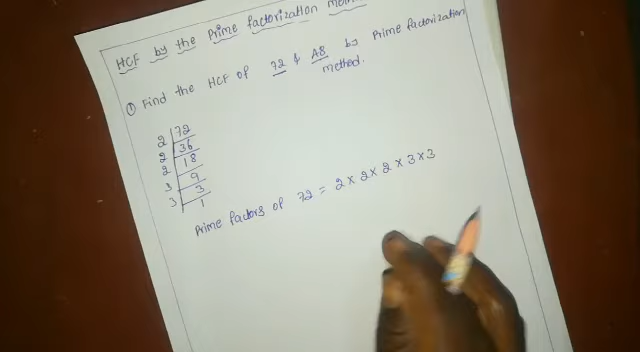 HCF by the Prime factorization
① Find the HCF of 72 & 48 by Prime factorization
method.
2 | 72
2 | 36
2 | 18
3 | 9
3 | 3
1
Prime factors of 72 = 2 × 2 × 2 × 3 × 3